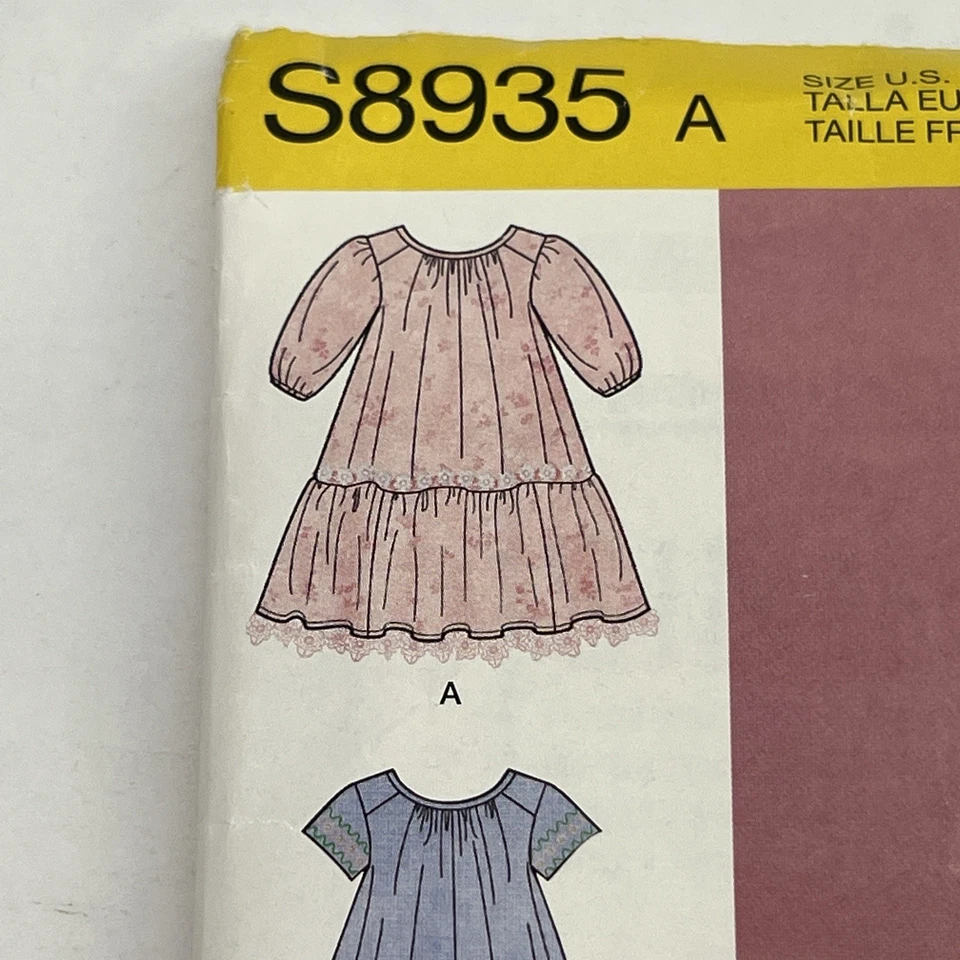 S8935 A
SIZE U.S.
TALLA EU
TAILLE FR
A